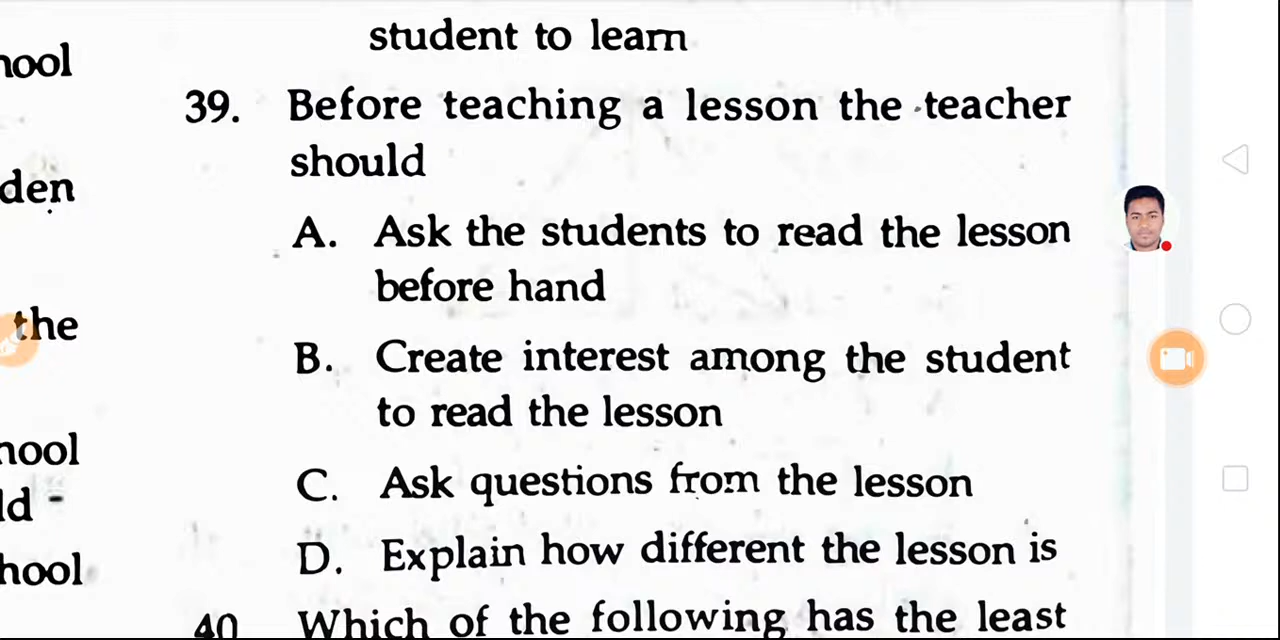 student to learn
hool
39. Before teaching a lesson the teacher
should
den
A. Ask the students to read the lesson
before hand
the
B. Create interest among the student
to read the lesson
hool
C. Ask questions from the lesson
ld -
D. Explain how different the lesson is
hool
40 Which of the following has the least